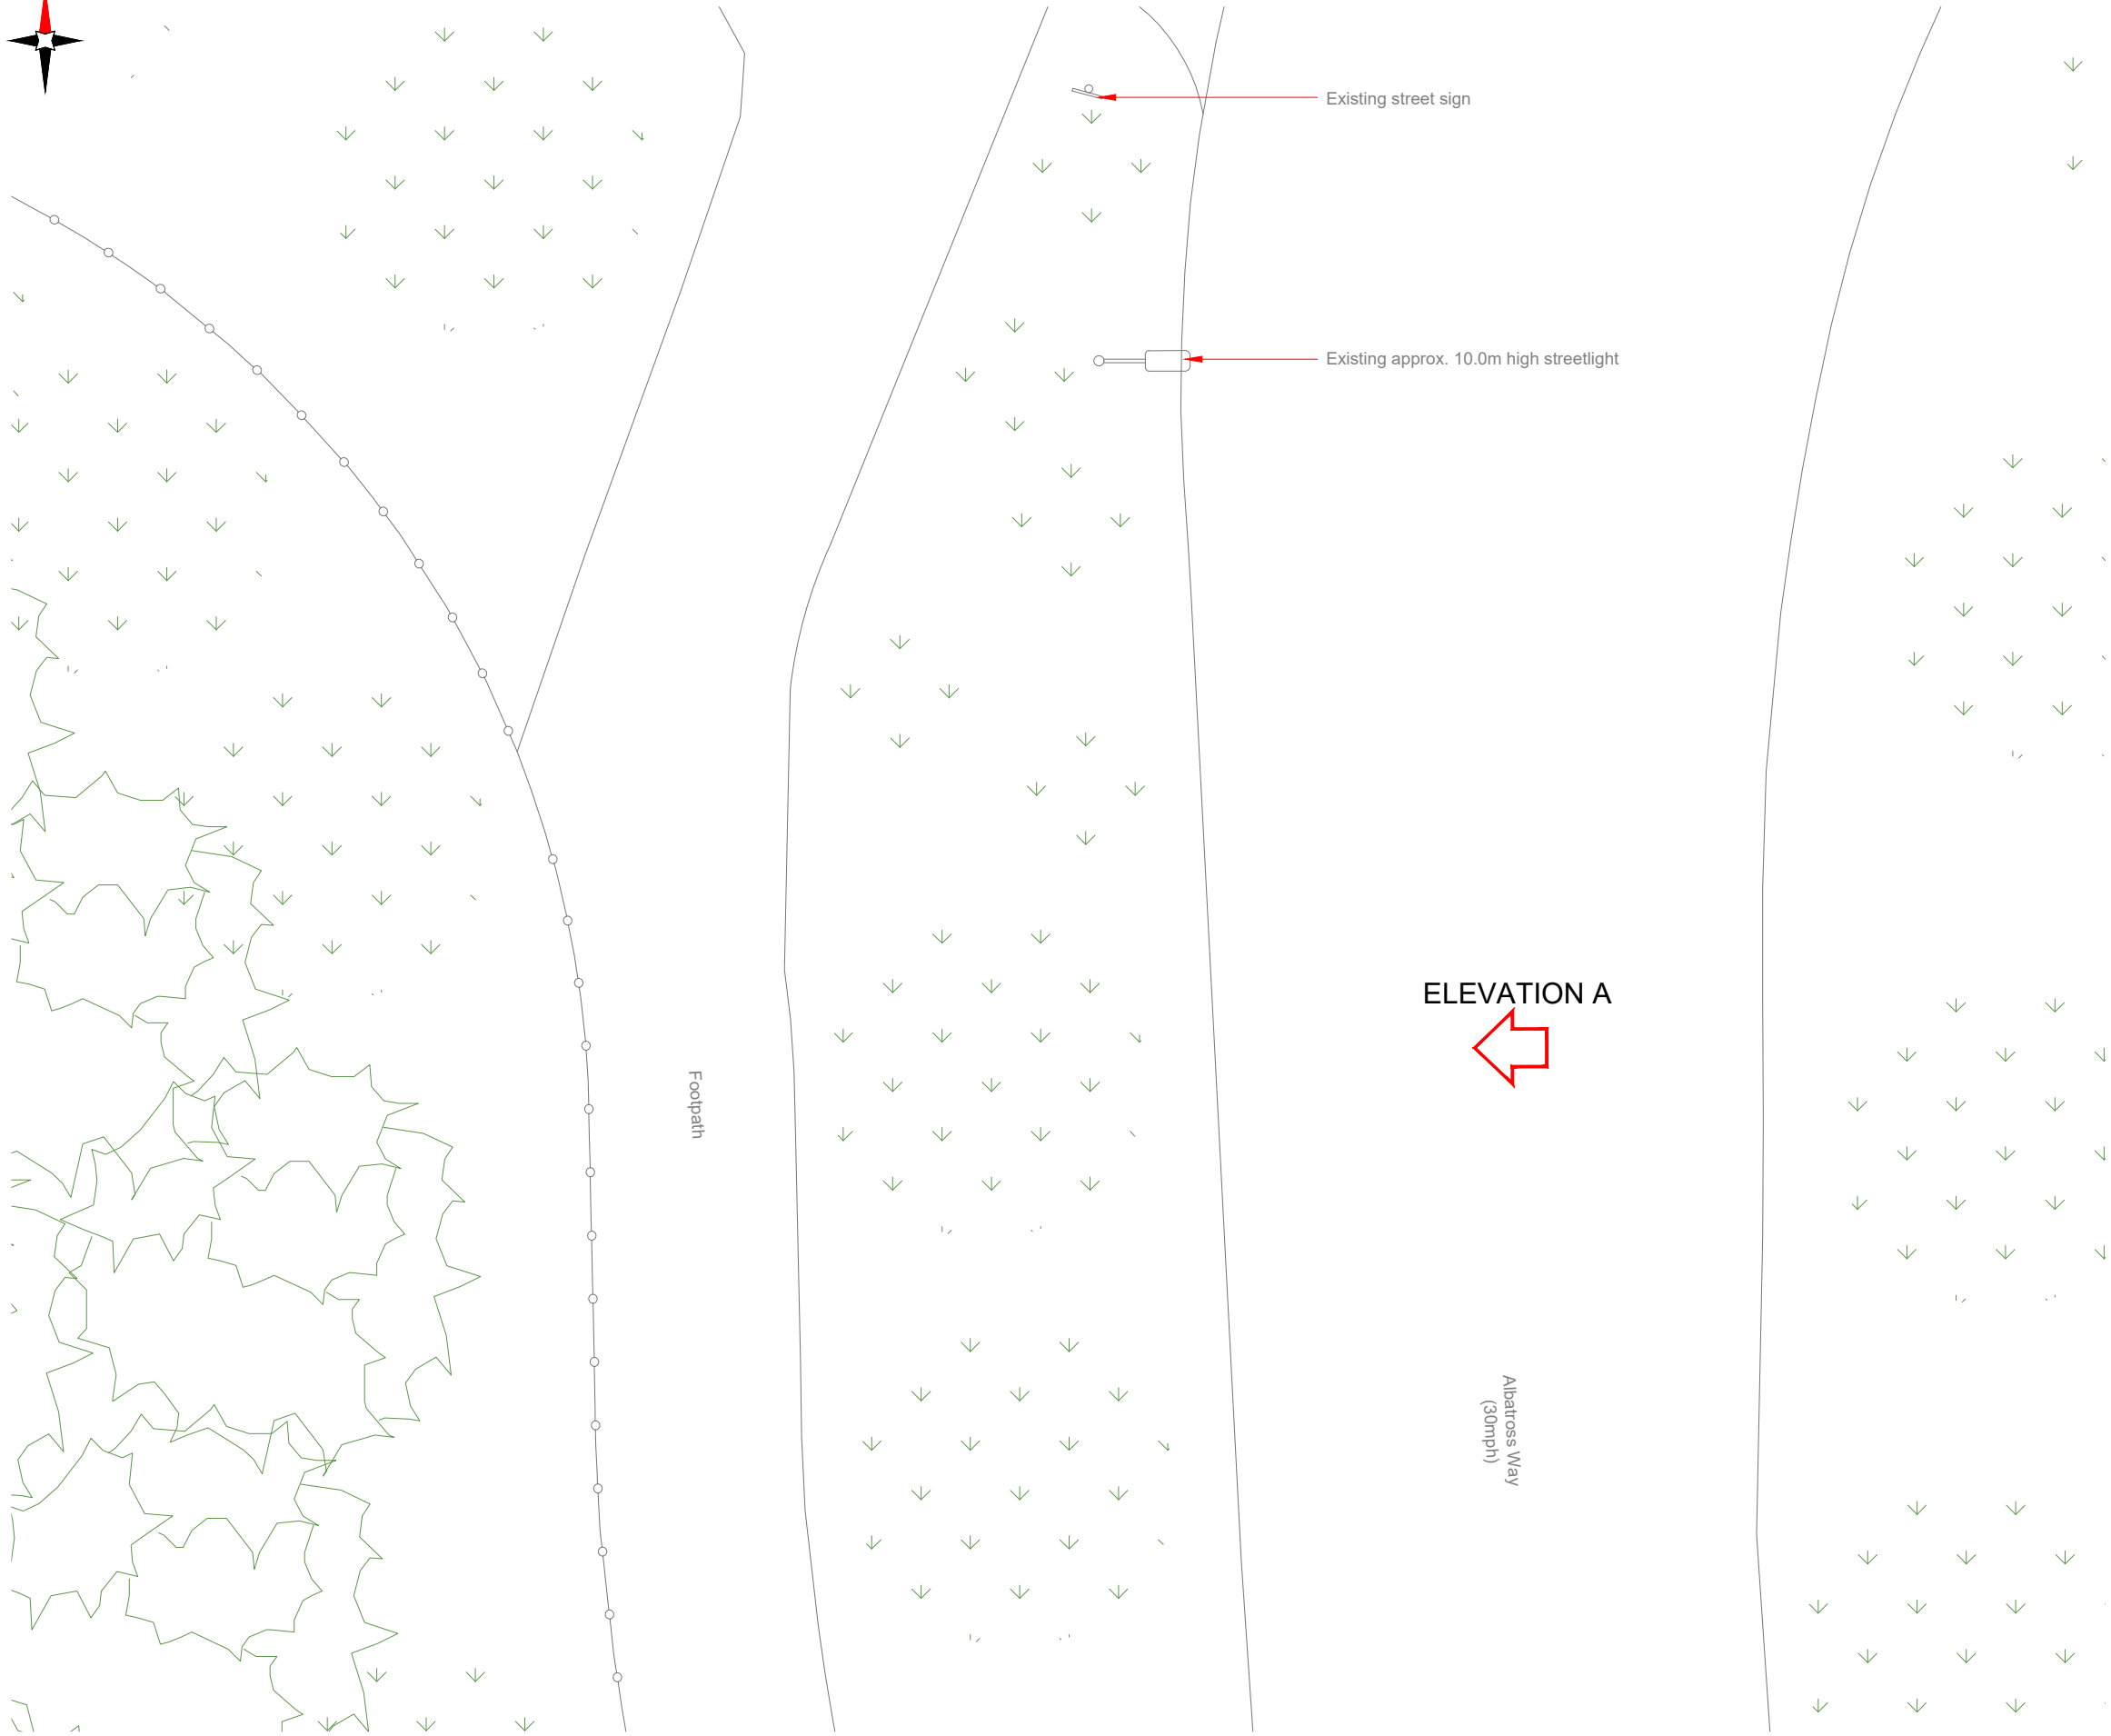 Existing street sign
Existing approx. 10.0m high streetlight
ELEVATION A
Footpath
Albatross Way
(30mph)